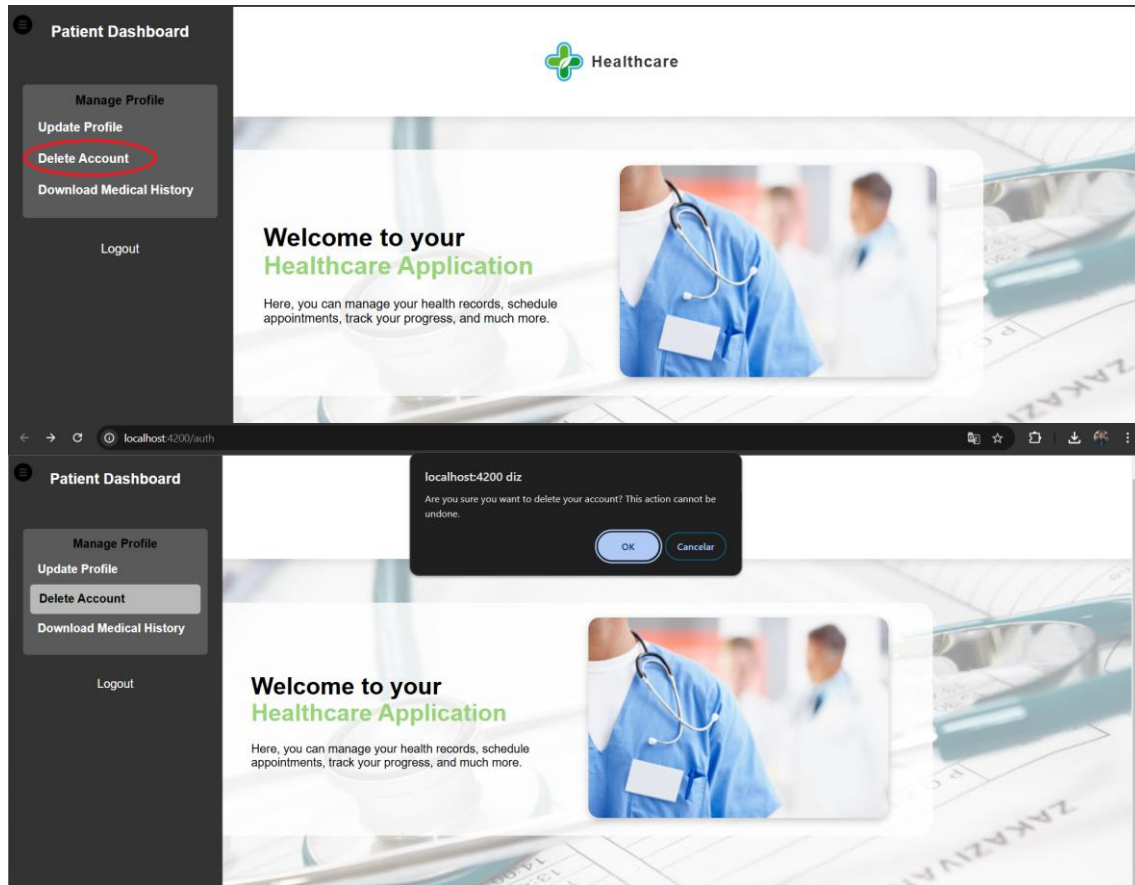 Patient Dashboard
Healthcare
Manage Profile
Update Profile
Delete Account
Download Medical History
Logout
Welcome to your
Healthcare Application
Here, you can manage your health records, schedule
appointments, track your progress, and much more.
ZAKAZIV
localhost:4200/auth
Patient Dashboard
localhost:4200 diz
Are you sure you want to delete your account? This action cannot be
undone.
OK
Cancelar
Manage Profile
Update Profile
Delete Account
Download Medical History
Logout
Welcome to your
Healthcare Application
Here, you can manage your health records, schedule
appointments, track your progress, and much more.
ZAKAZIVA